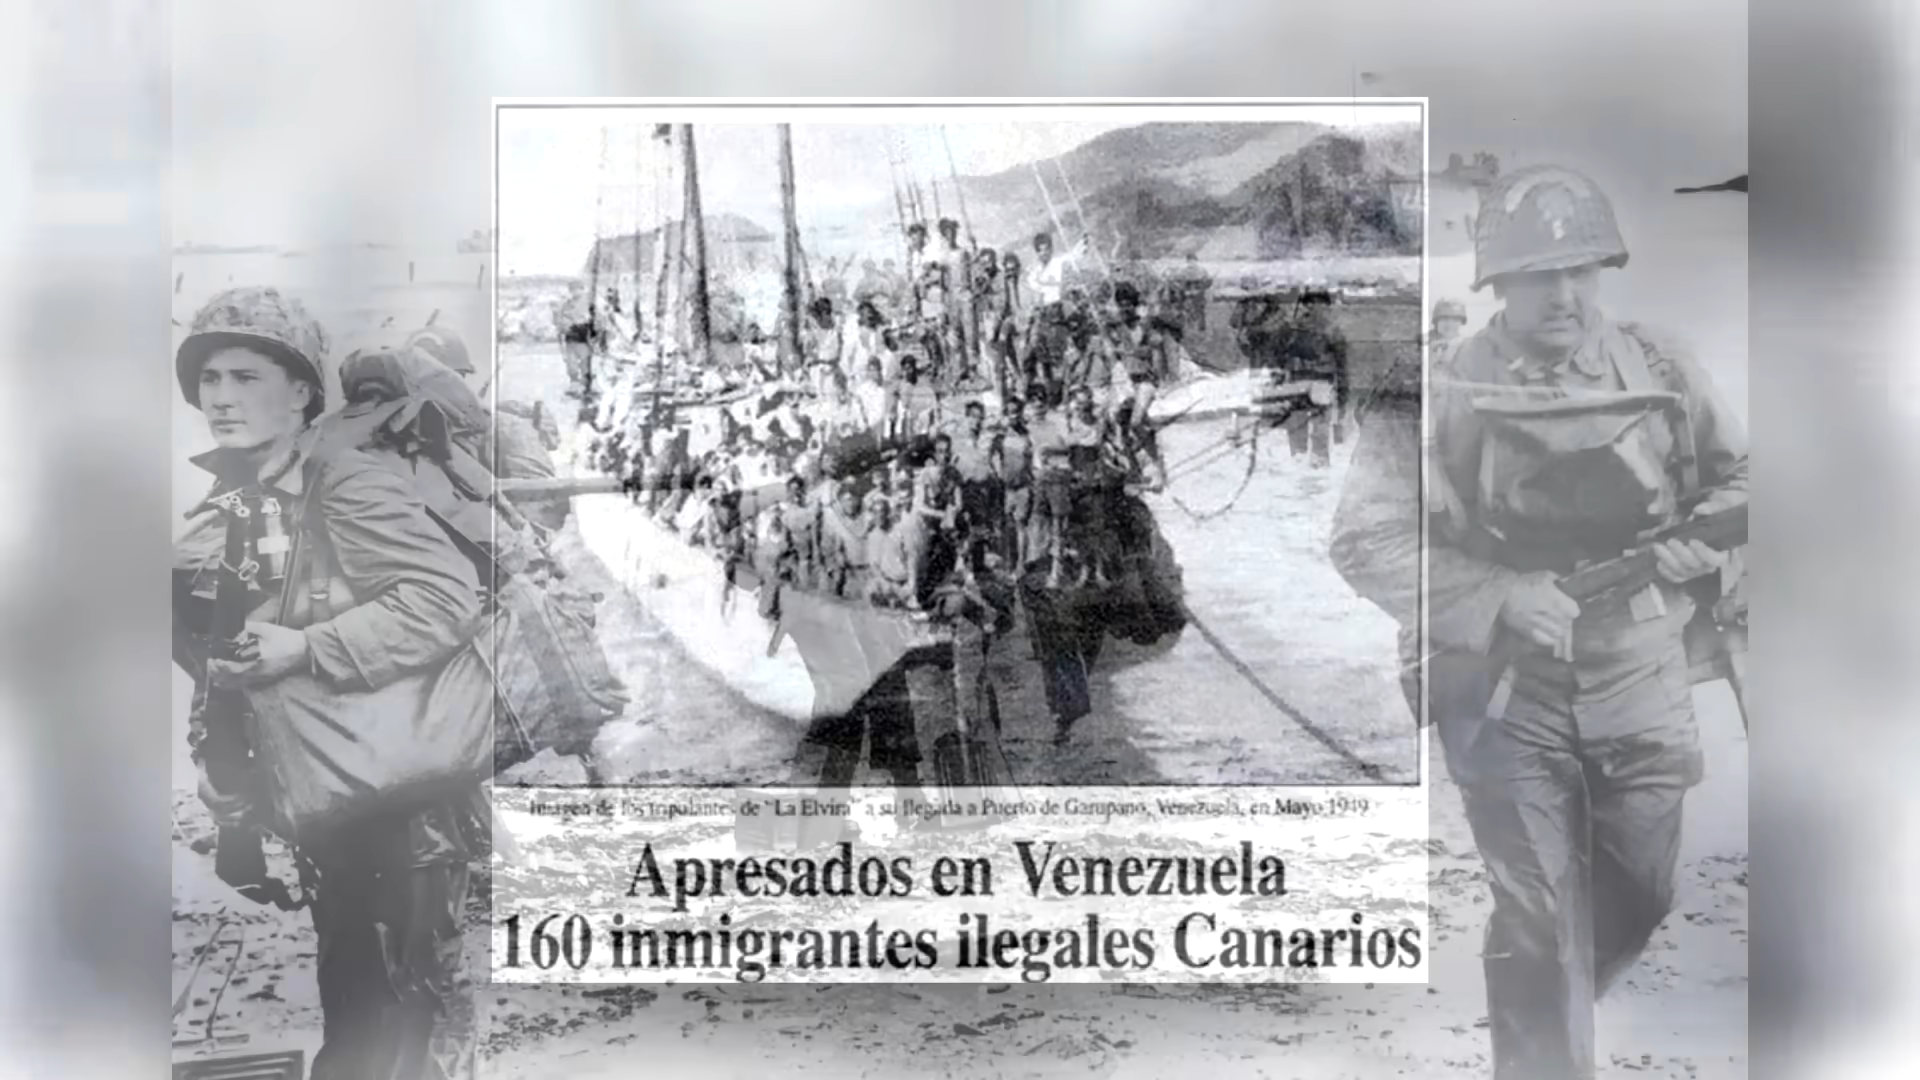 Imagen de los tripulantes de "La Elvira" a su llegada a Puerto de Garupano, Venezuela, en Mayo 1949
Apresados en Venezuela
160 inmigrantes ilegales Canarios